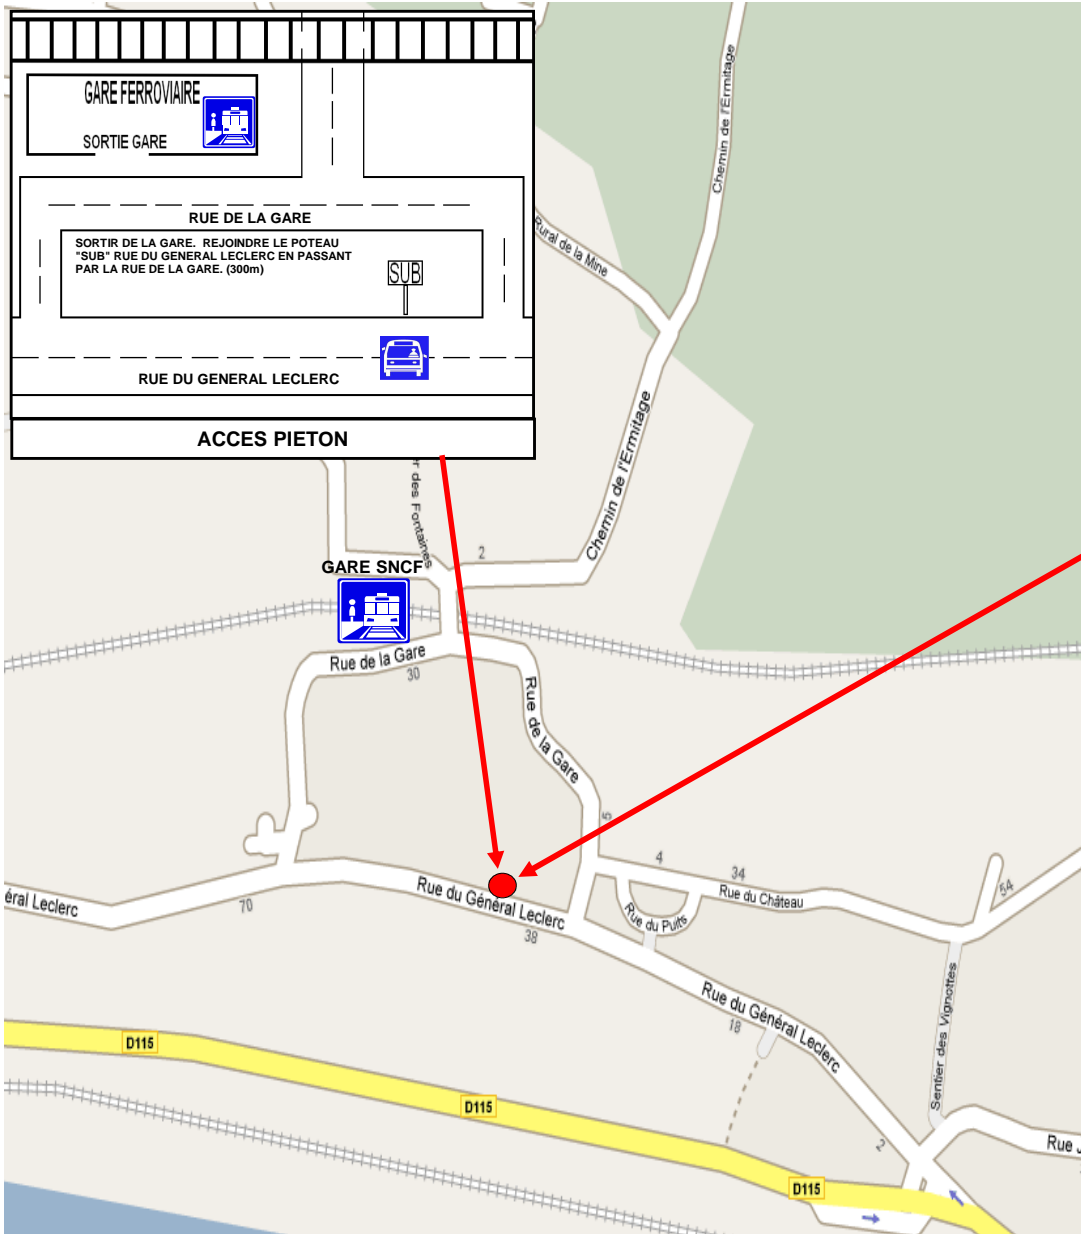 GARE FERROVIAIRE
SORTIE GARE
RUE DE LA GARE
SORTIR DE LA GARE. REJOINDRE LE POTEAU
"SUB" RUE DU GENERAL LECLERC EN PASSANT
PAR LA RUE DE LA GARE. (300m)
SUB
RUE DU GENERAL LECLERC
ACCES PIETON
Chemin de l'Ermitage
Rural de la Mine
Chemin de l'Ermitage
er des Fontaines
2
GARE SNCF
Rue de la Gare
30
Rue de la Gare
5
4
34
Rue du Château
54
Rue du Puits
éral Leclerc
70
Rue du Général Leclerc
38
Rue du Général Leclerc
18
Sentier des Vignottes
2
Rue J
D115
D115
D115